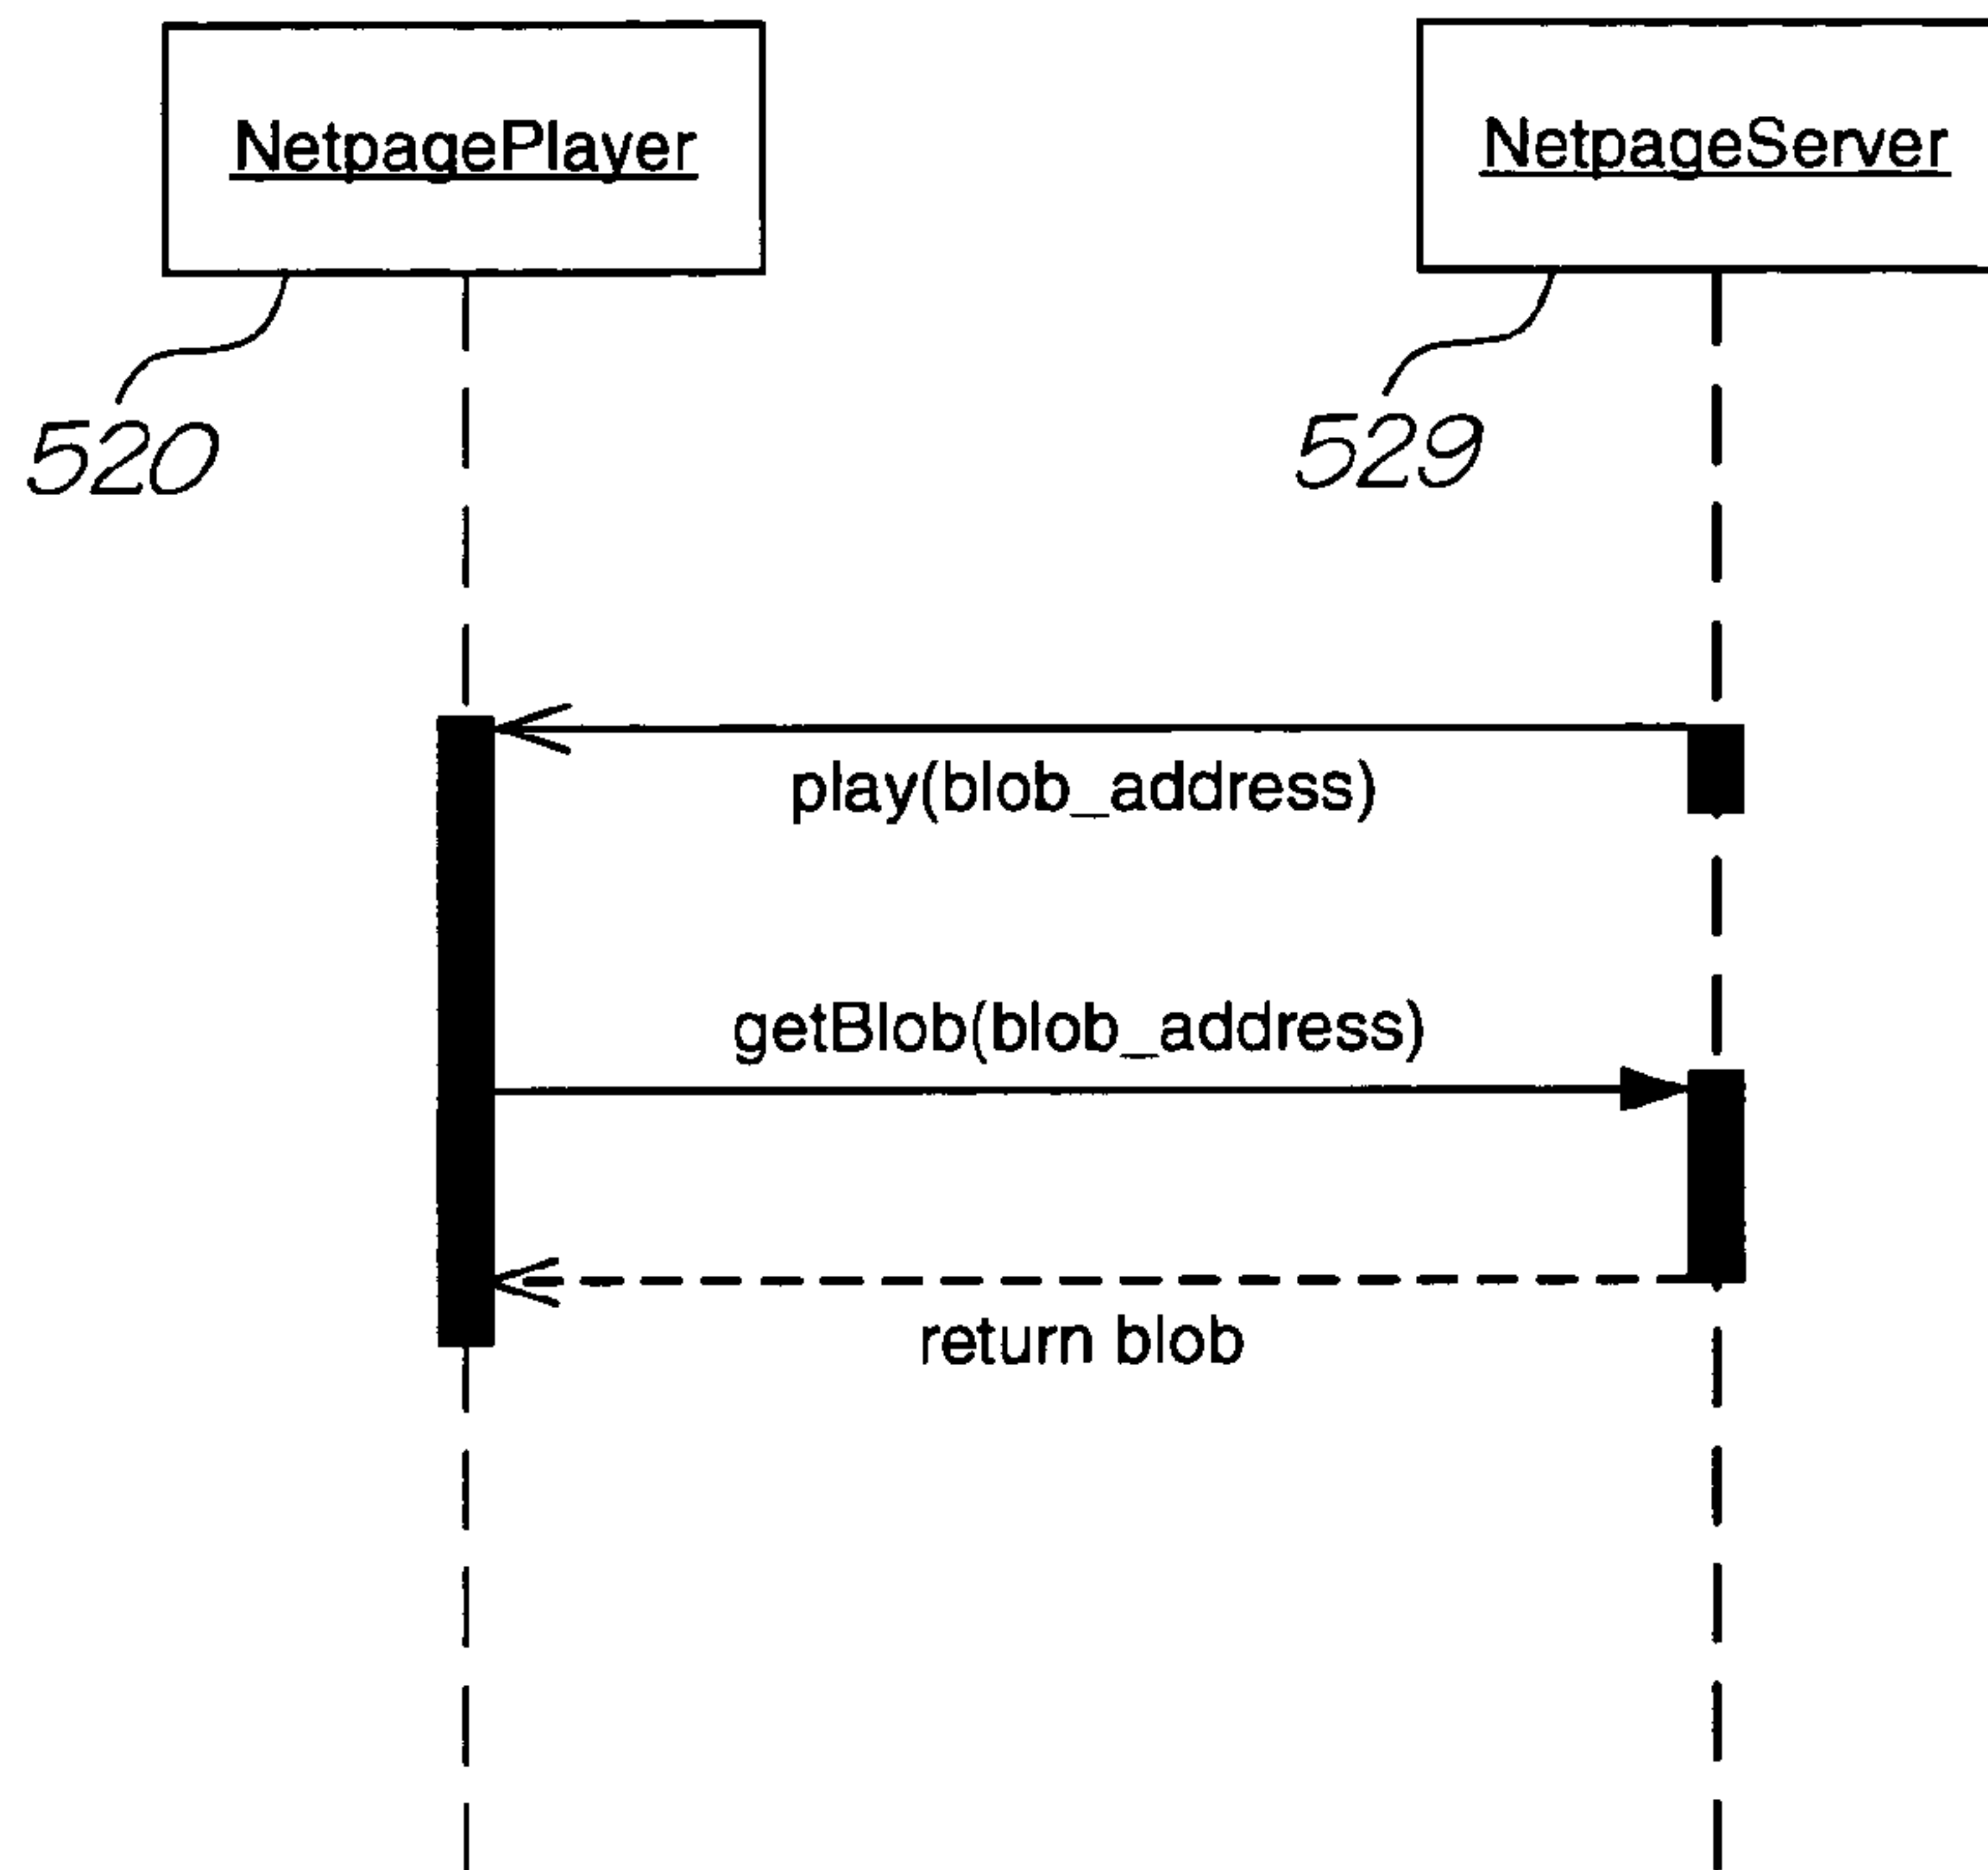 NetpagePlayer
NetpageServer
520
529
play(blob_address)
getBlob(blob_address)
return blob